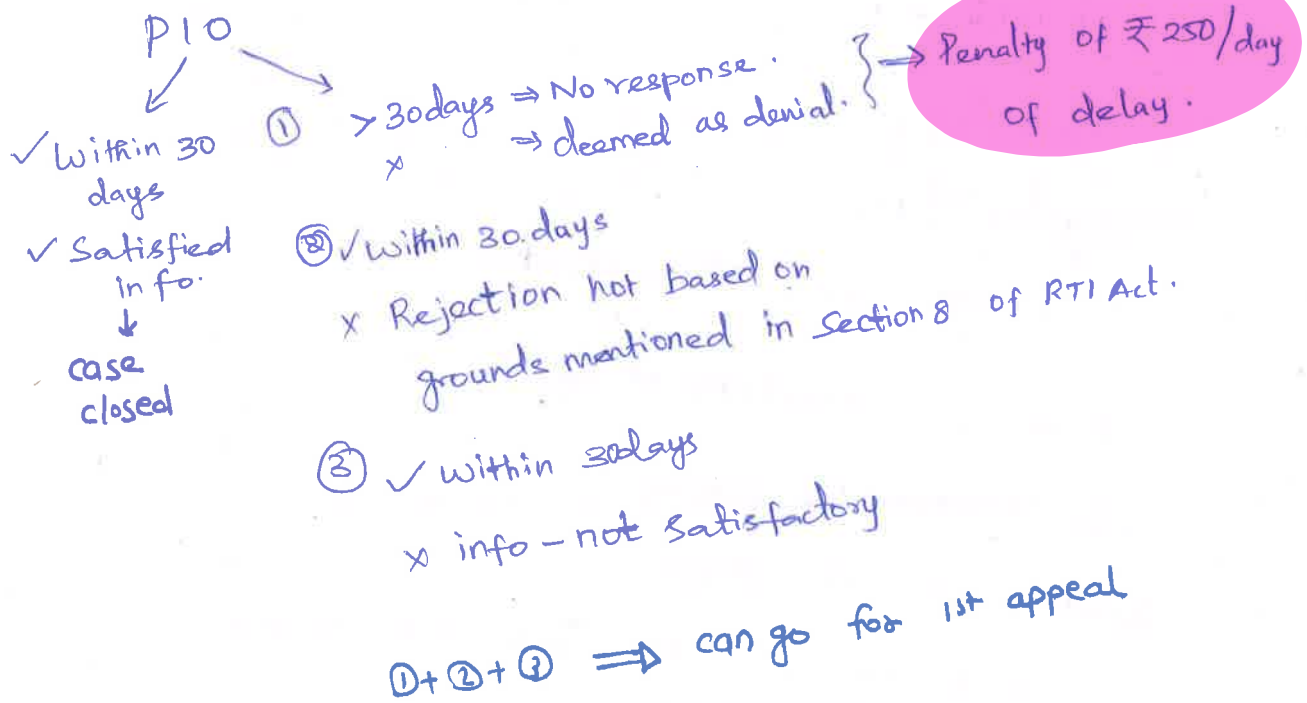 PIO
✓ Within 30
days
✓ Satisfied
info.
↓
case
closed
① > 30days ⇒ No response.
x ⇒ deemed as denial. } → Penalty of ₹250/day
of delay.
② ✓ within 30.days
x Rejection not based on
grounds mentioned in section 8 of RTI Act.
③ ✓ within 30days
x info - not satisfactory
①+②+③ ⇒ can go for 1st appeal